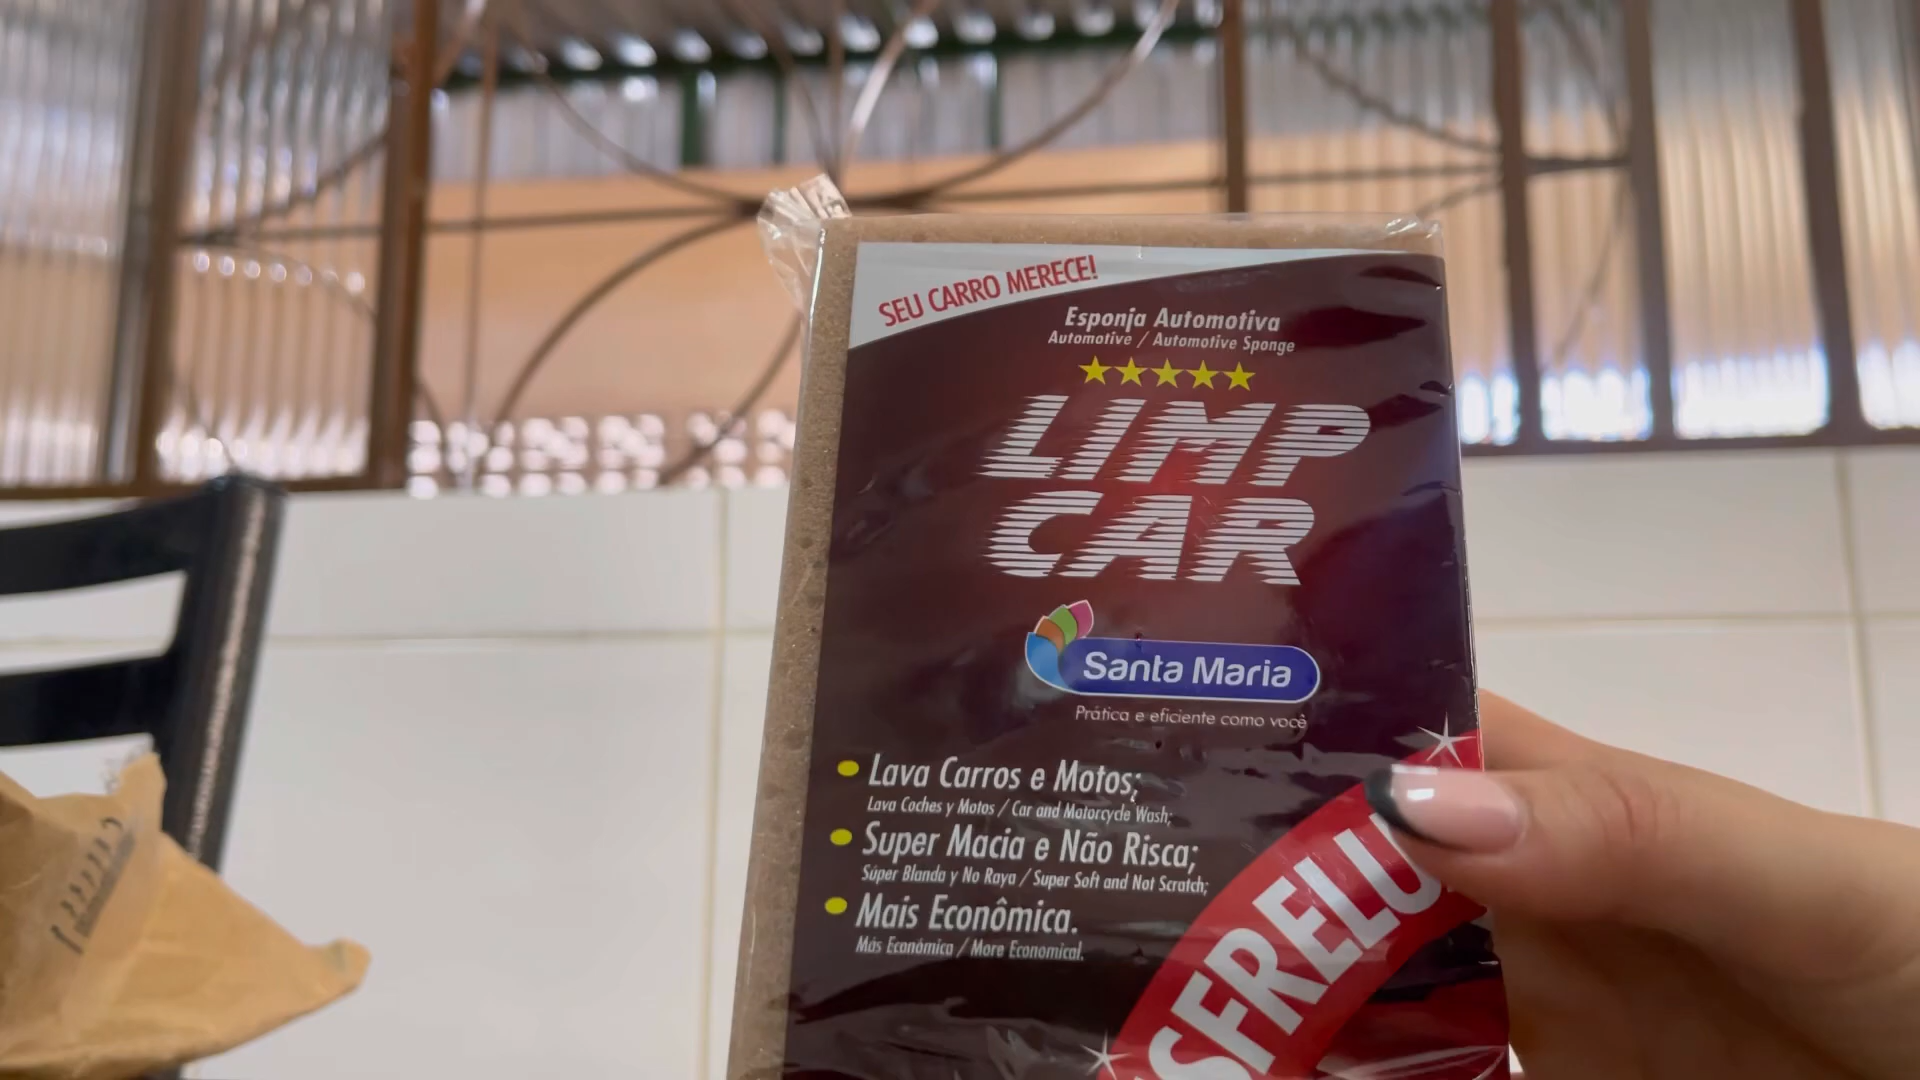 SEU CARRO MERECE!
Esponja Automotiva
Automotive / Automotive Sponge
LIMP
CAR
Santa Maria
Prática e eficiente como você
Lava Carros e Motos;
Lava Coches y Motos / Car and Motorcycle Wash;
Super Macia e Não Risca;
Súper Blanda y No Raya / Super Soft and Not Scratch;
Mais Econômica.
Más Económica / More Economical.
SFRELU